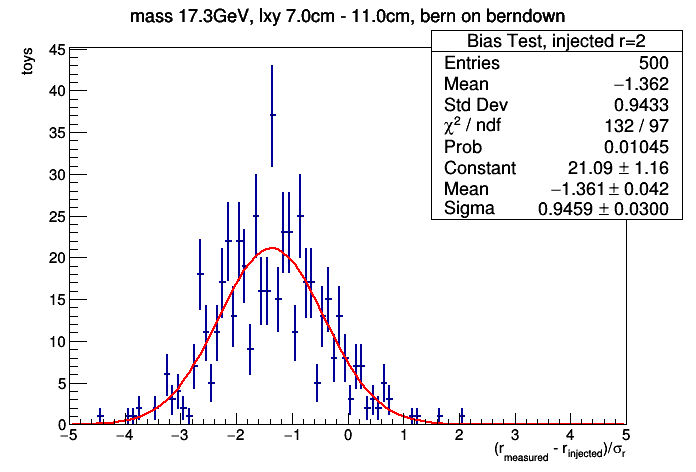 mass 17.3GeV, lxy 7.0cm - 11.0cm, bern on berndown
Bias Test, injected r=2
Entries 500
Mean −1.362
Std Dev 0.9433
χ² / ndf 132 / 97
Prob 0.01045
Constant 21.09 ± 1.16
Mean −1.361 ± 0.042
Sigma 0.9459 ± 0.0300
toys
45
40
35
30
25
20
15
10
5
0
−5 −4 −3 −2 −1 0 1 2 3 4 5
(r_measured - r_injected)/σ_r